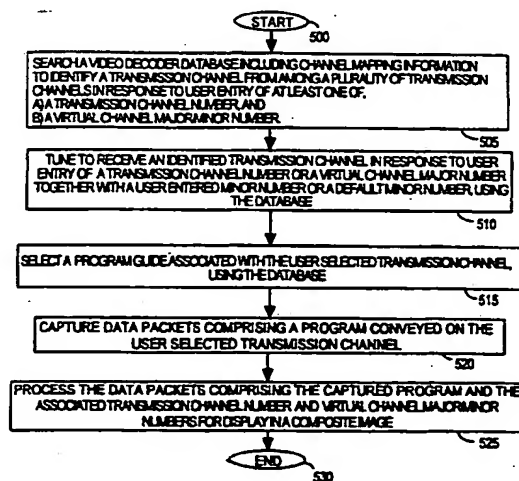 START
500
SEARCH A VIDEO DECODER DATABASE INCLUDING CHANNEL MAPPING INFORMATION
TO IDENTIFY A TRANSMISSION CHANNEL FROM AMONG A PLURALITY OF TRANSMISSION
CHANNELS IN RESPONSE TO USER ENTRY OF AT LEAST ONE OF,
A) A TRANSMISSION CHANNEL NUMBER, AND
B) A VIRTUAL CHANNEL MAJOR MINOR NUMBER.
505
TUNE TO RECEIVE AN IDENTIFIED TRANSMISSION CHANNEL IN RESPONSE TO USER
ENTRY OF A TRANSMISSION CHANNEL NUMBER OR A VIRTUAL CHANNEL MAJOR NUMBER
TOGETHER WITH A USER ENTERED MINOR NUMBER OR A DEFAULT MINOR NUMBER, USING
THE DATABASE
510
SELECT A PROGRAM GUIDE ASSOCIATED WITH THE USER SELECTED TRANSMISSION CHANNEL,
USING THE DATABASE
515
CAPTURE DATA PACKETS COMPRISING A PROGRAM CONVEYED ON THE
USER SELECTED TRANSMISSION CHANNEL
520
PROCESS THE DATA PACKETS COMPRISING THE CAPTURED PROGRAM AND THE
ASSOCIATED TRANSMISSION CHANNEL NUMBER AND VIRTUAL CHANNEL MAJOR MINOR
NUMBERS FOR DISPLAY IN A COMPOSITE IMAGE
525
END
530